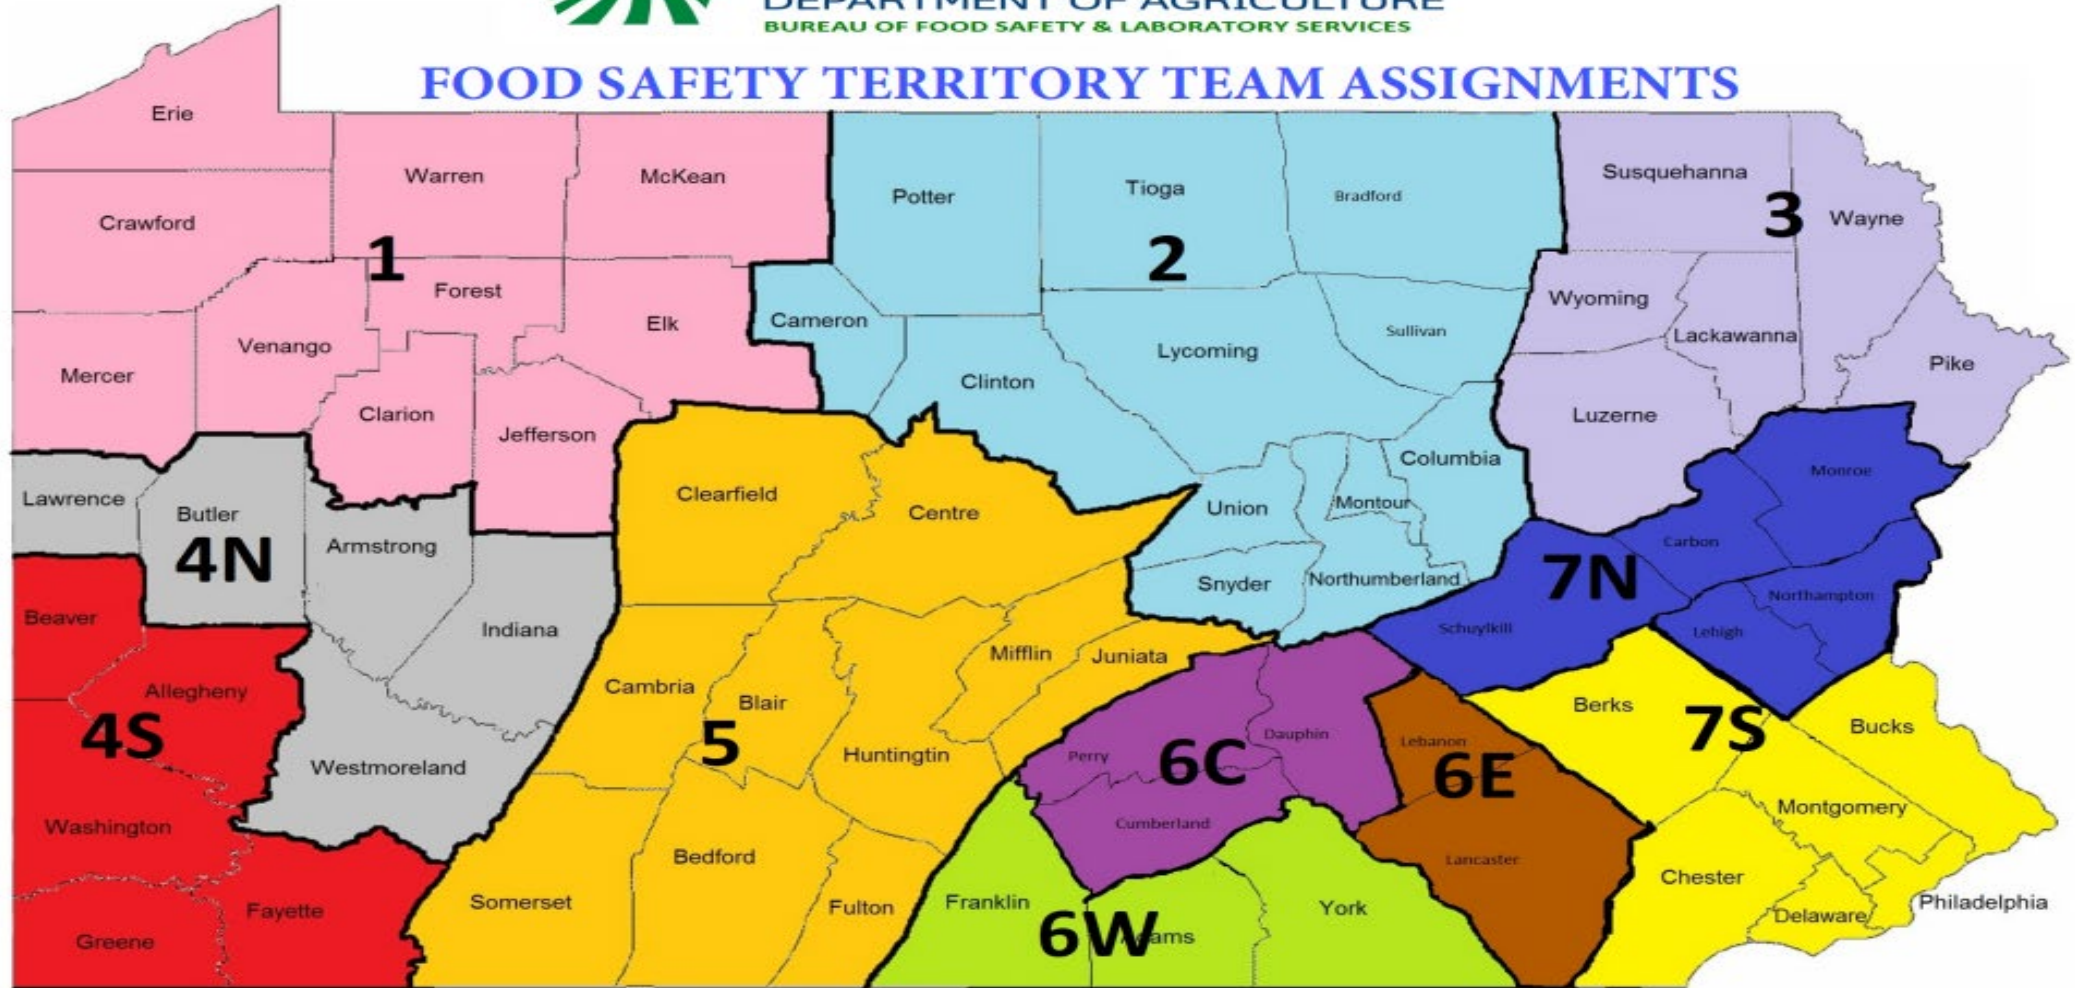 DEPARTMENT OF AGRICULTURE
BUREAU OF FOOD SAFETY & LABORATORY SERVICES
FOOD SAFETY TERRITORY TEAM ASSIGNMENTS
Erie
Warren
McKean
Crawford
1
Forest
Elk
Venango
Mercer
Clarion
Jefferson
Potter
Tioga
Bradford
2
Cameron
Clinton
Lycoming
Sullivan
Columbia
Union
Montour
Snyder
Northumberland
Susquehanna
3
Wayne
Wyoming
Lackawanna
Pike
Luzerne
Lawrence
Butler
4N
Armstrong
Indiana
Westmoreland
Beaver
Allegheny
4S
Washington
Fayette
Greene
Clearfield
Centre
Mifflin
Juniata
Cambria
Blair
5
Huntingtin
Bedford
Somerset
Fulton
Perry
6C
Dauphin
Cumberland
Lebanon
6E
Lancaster
Franklin
6W
Adams
York
Monroe
Carbon
7N
Northampton
Schuylkill
Lehigh
Berks
7S
Bucks
Montgomery
Chester
Delaware
Philadelphia